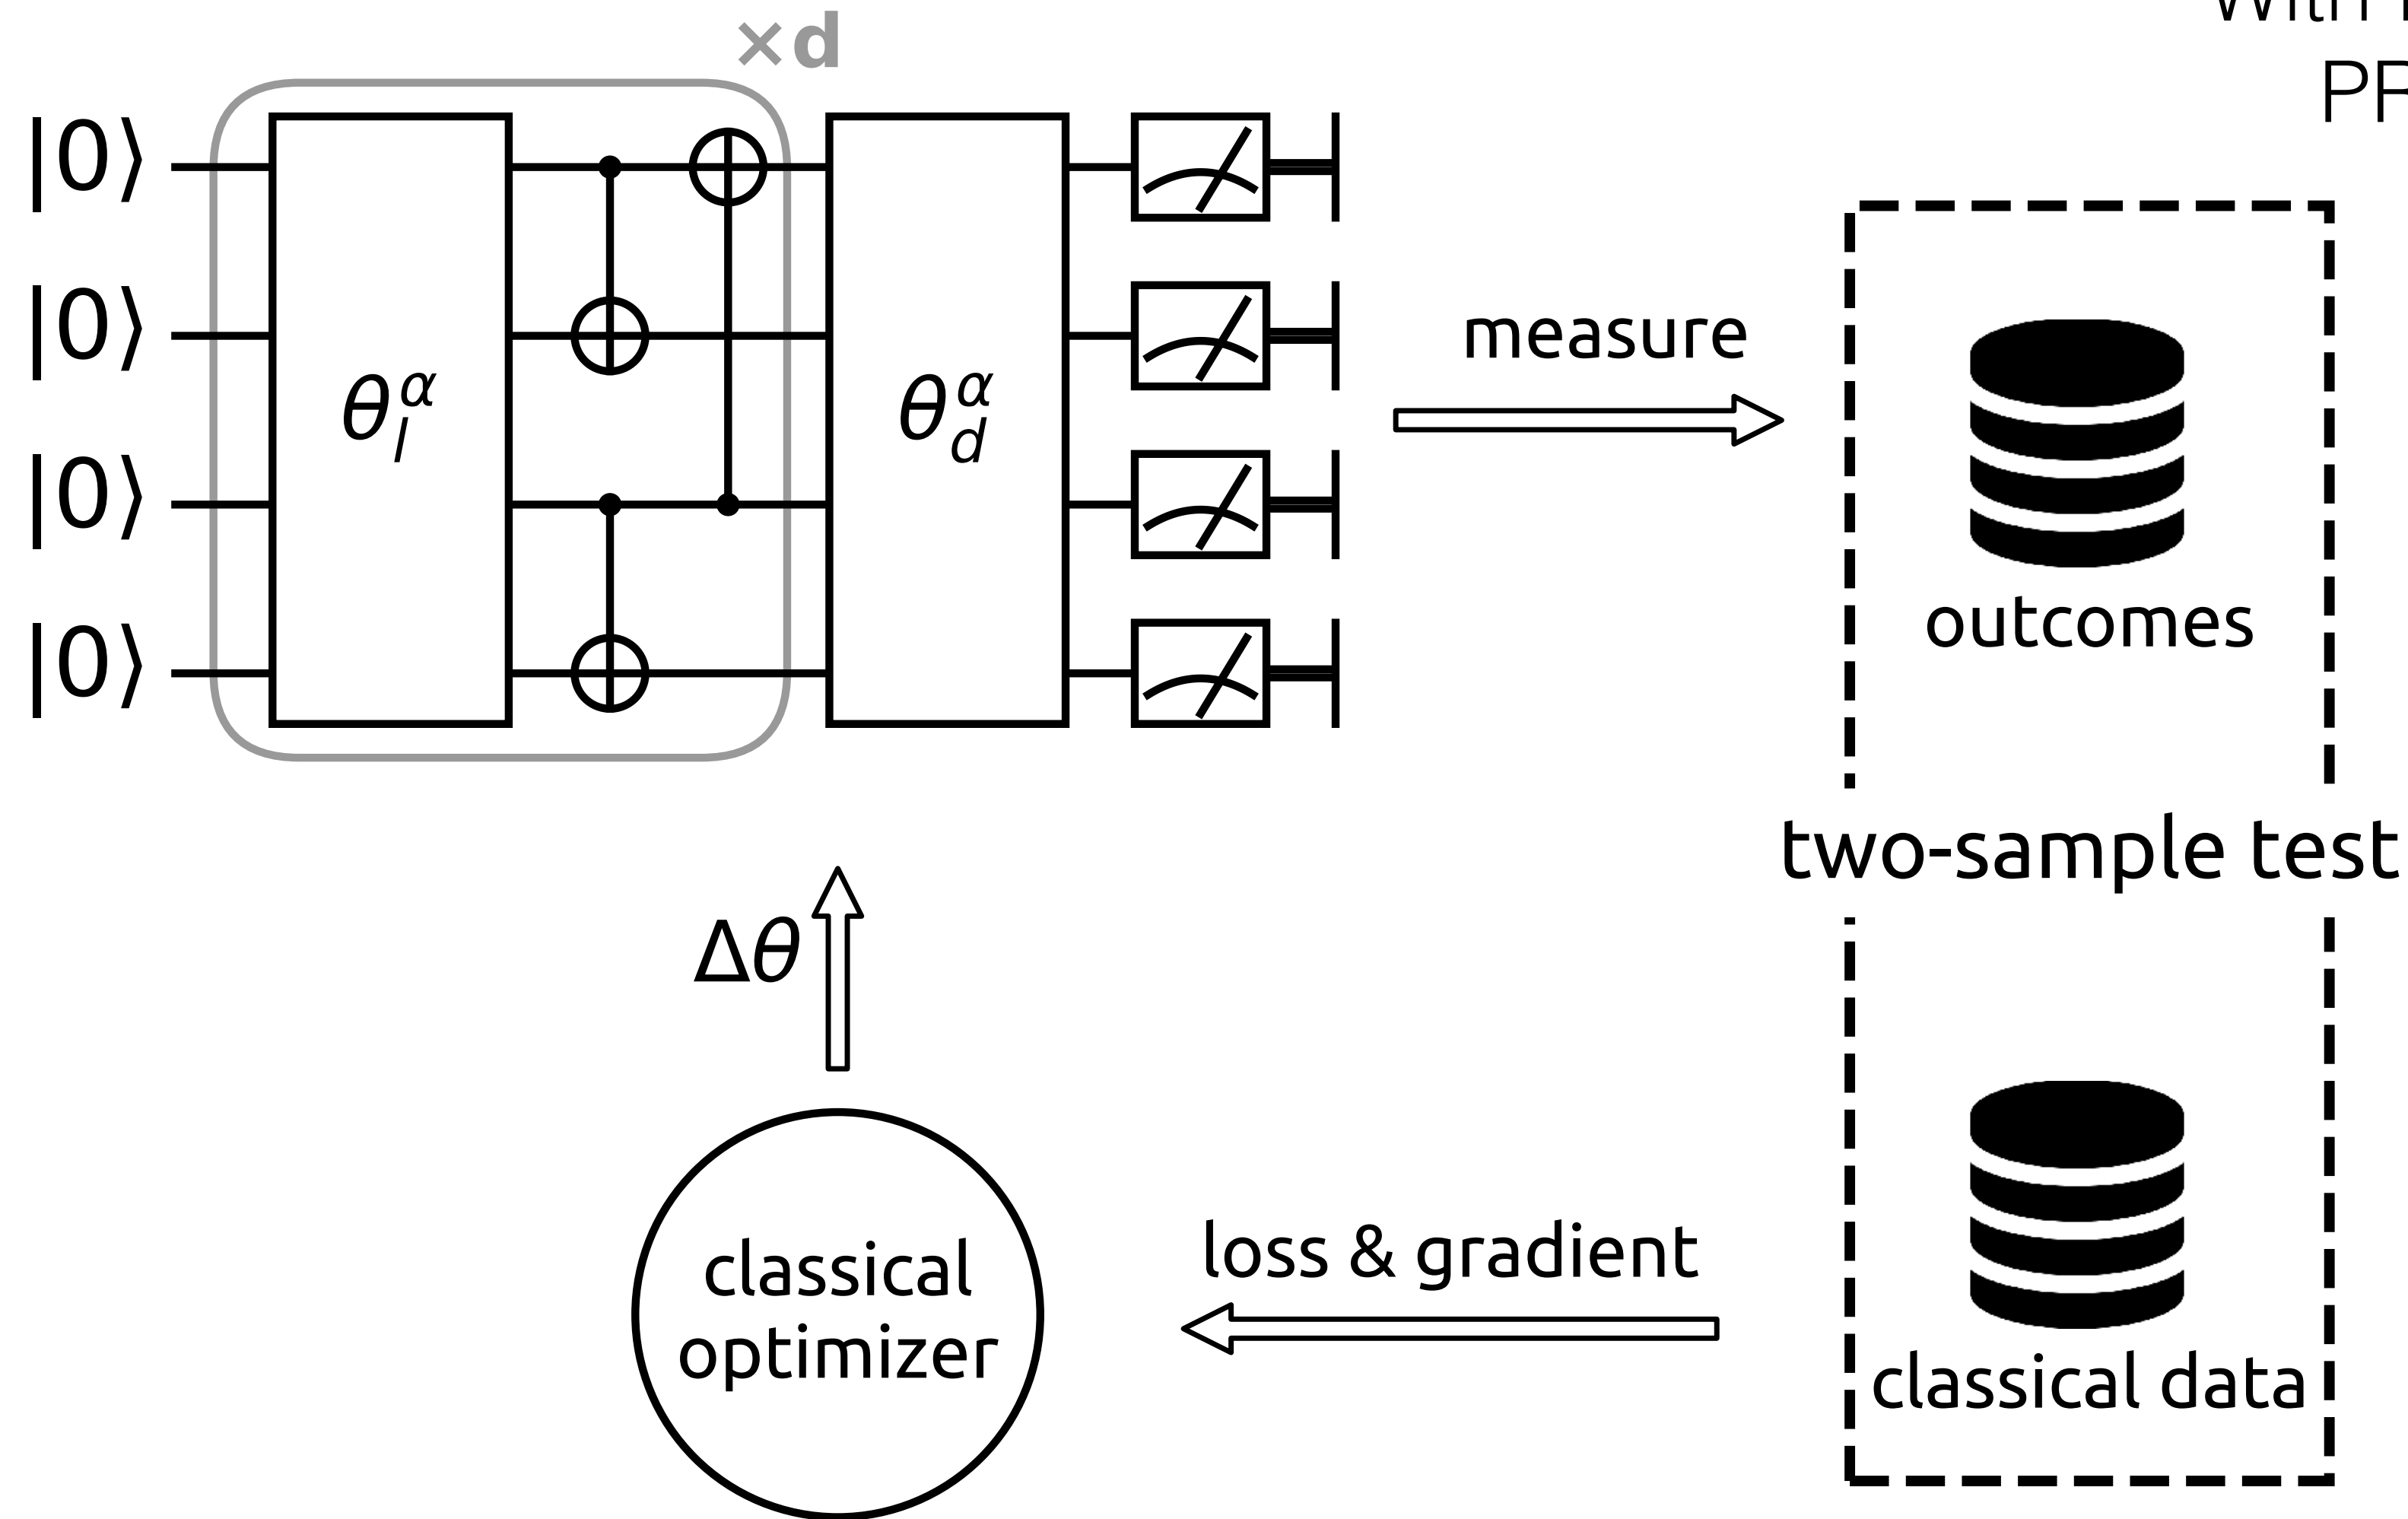 ×d
|0⟩
|0⟩
|0⟩
|0⟩
θ_l^α
θ_d^α
measure
outcomes
two-sample test
classical data
loss & gradient
classical
optimizer
Δθ